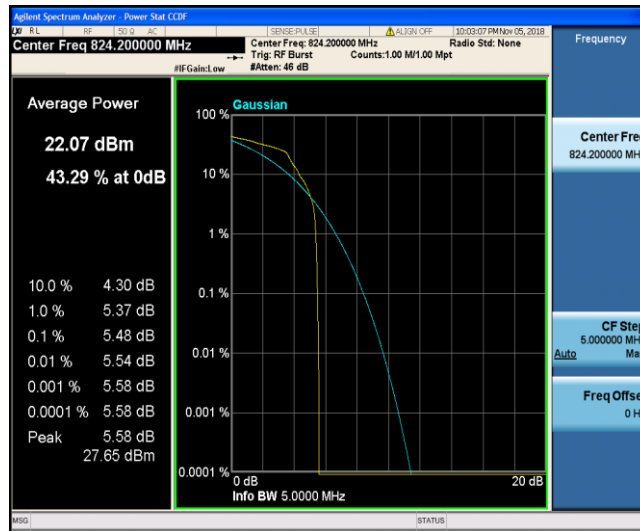 Agilent Spectrum Analyzer - Power Stat CCDF
RL RF 50 Ω AC SENSE:PULSE ALIGN OFF 10:03:07 PM Nov 05, 2018
Center Freq 824.200000 MHz
Center Freq: 824.200000 MHz Radio Std: None
Trig: RF Burst Counts:1.00 M/1.00 Mpt
#IFGain:Low #Atten: 46 dB
Frequency
Average Power
22.07 dBm
43.29 % at 0dB
10.0 % 4.30 dB
1.0 % 5.37 dB
0.1 % 5.48 dB
0.01 % 5.54 dB
0.001 % 5.58 dB
0.0001 % 5.58 dB
Peak 5.58 dB
27.65 dBm
Gaussian
100 %
10 %
1 %
0.1 %
0.01 %
0.001 %
0.0001 %
0 dB 20 dB
Info BW 5.0000 MHz
Center Fre
824.200000 MH
CF Step
5.000000 MH
Auto Ma
Freq Offse
0 H
MSG STATUS